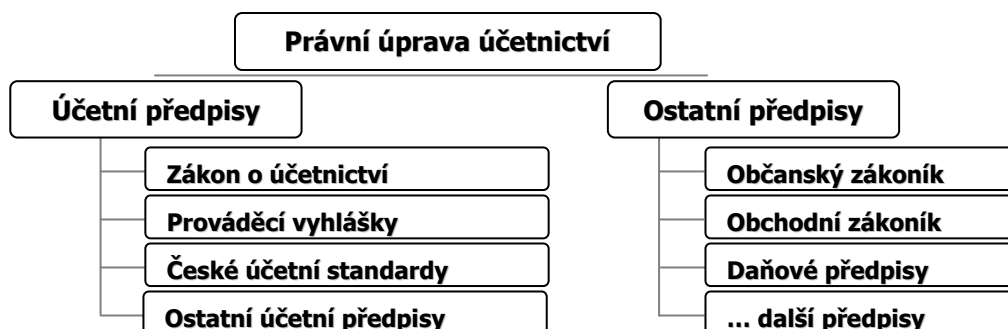 Právní úprava účetnictví
Účetní předpisy
Zákon o účetnictví
Prováděcí vyhlášky
České účetní standardy
Ostatní účetní předpisy
Ostatní předpisy
Občanský zákoník
Obchodní zákoník
Daňové předpisy
... další předpisy